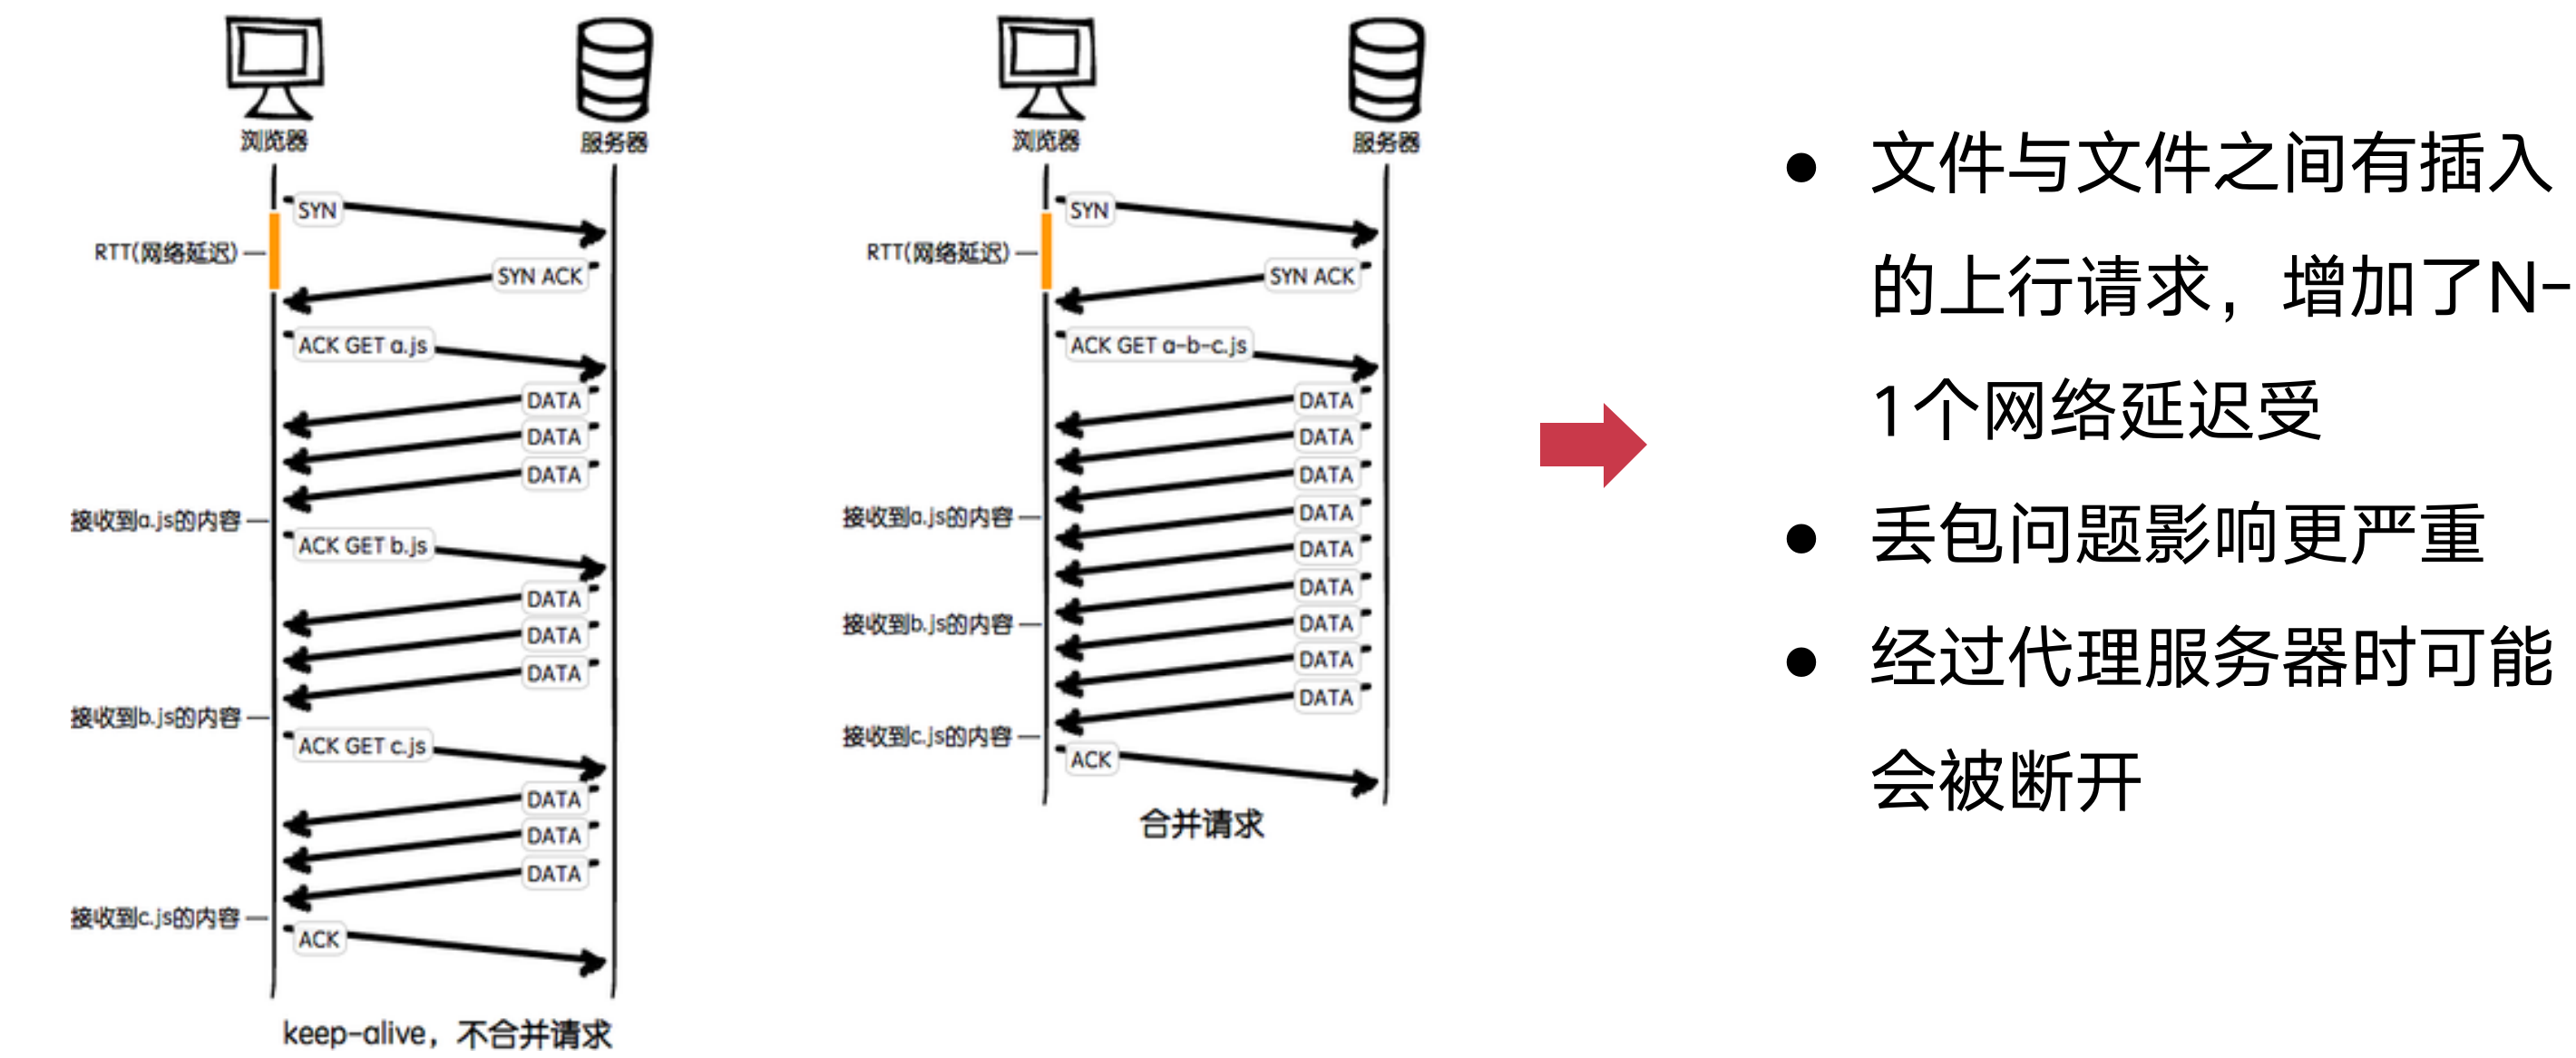 浏览器
服务器
SYN
RTT(网络延迟)
SYN ACK
ACK GET a.js
DATA
DATA
DATA
接收到a.js的内容
ACK GET b.js
DATA
DATA
DATA
接收到b.js的内容
ACK GET c.js
DATA
DATA
DATA
接收到c.js的内容
ACK
keep-alive，不合并请求
浏览器
服务器
SYN
RTT(网络延迟)
SYN ACK
ACK GET a-b-c.js
DATA
DATA
DATA
接收到a.js的内容
DATA
DATA
DATA
接收到b.js的内容
DATA
DATA
DATA
接收到c.js的内容
ACK
合并请求
● 文件与文件之间有插入
的上行请求，增加了N-
1个网络延迟受
● 丢包问题影响更严重
● 经过代理服务器时可能
会被断开